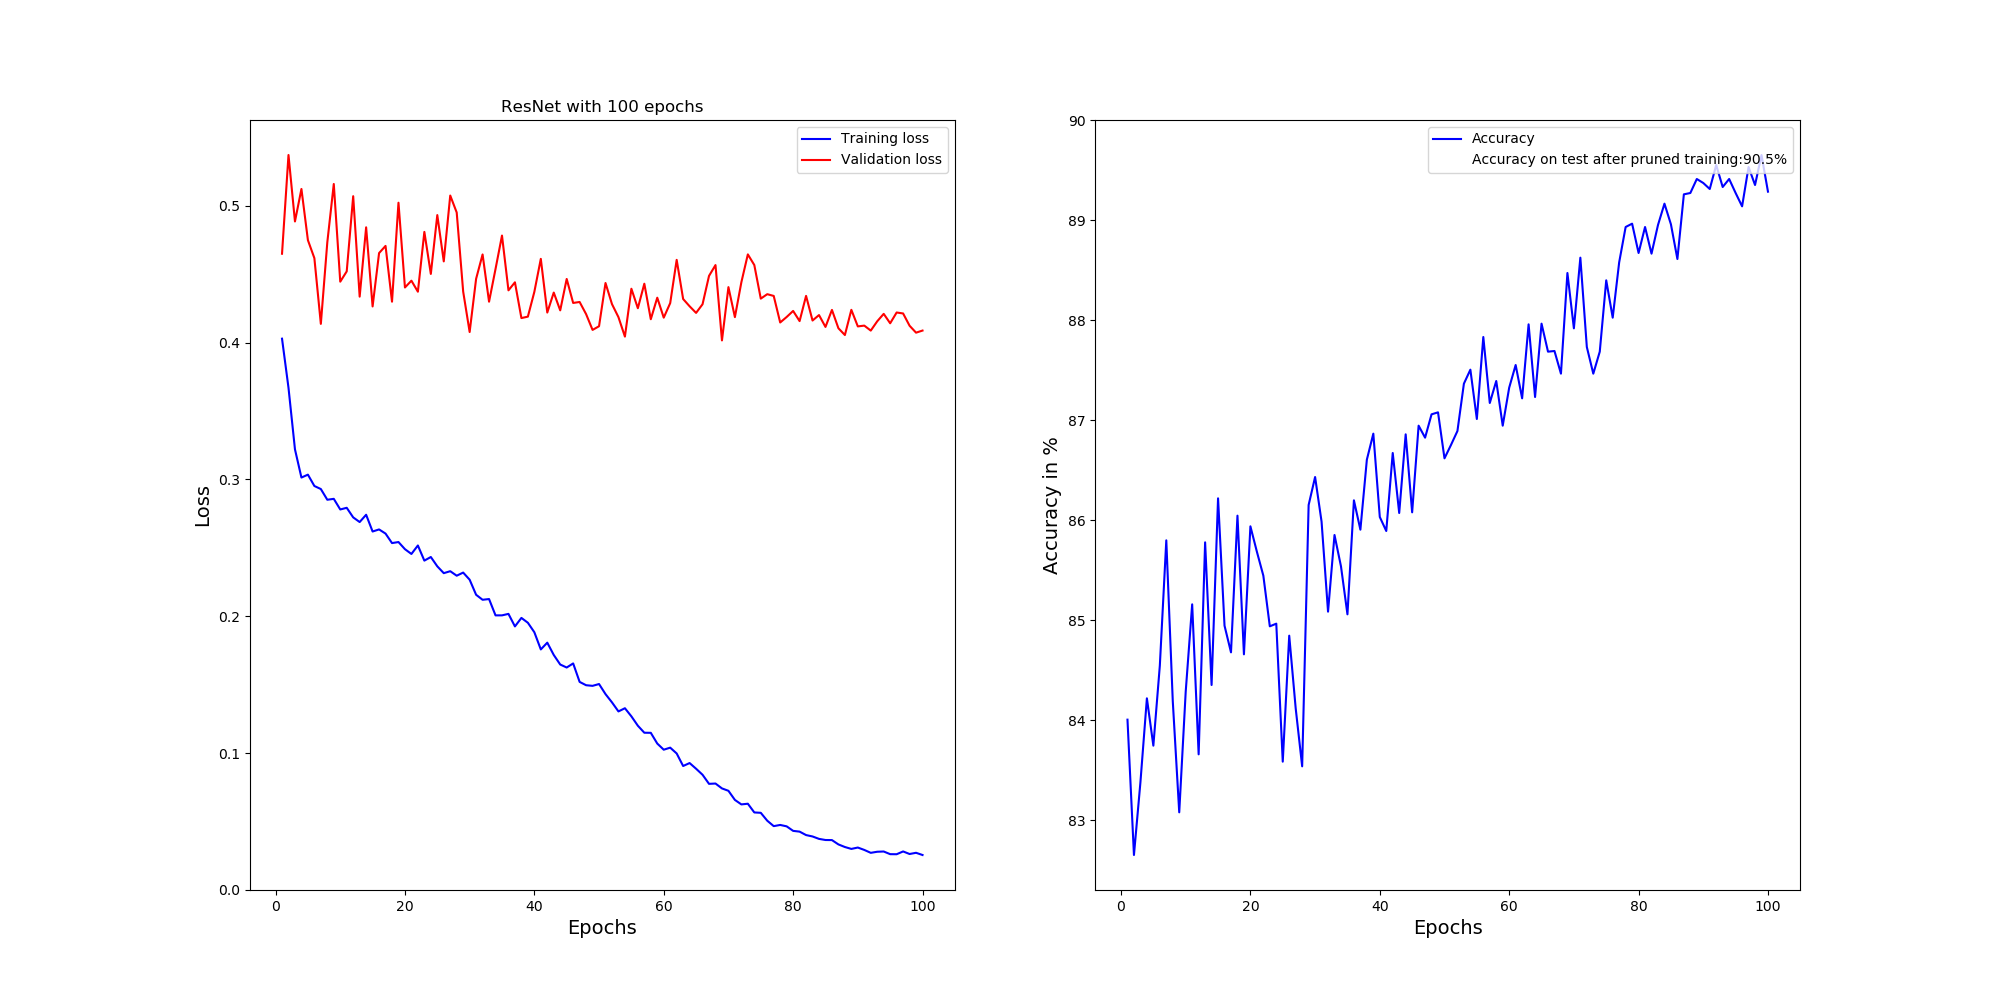 ResNet with 100 epochs
Training loss
Validation loss
0.5
0.4
0.3
0.2
0.1
0.0
Loss
0 20 40 60 80 100
Epochs
Accuracy
Accuracy on test after pruned training:90.5%
90
89
88
87
86
85
84
83
Accuracy in %
0 20 40 60 80 100
Epochs